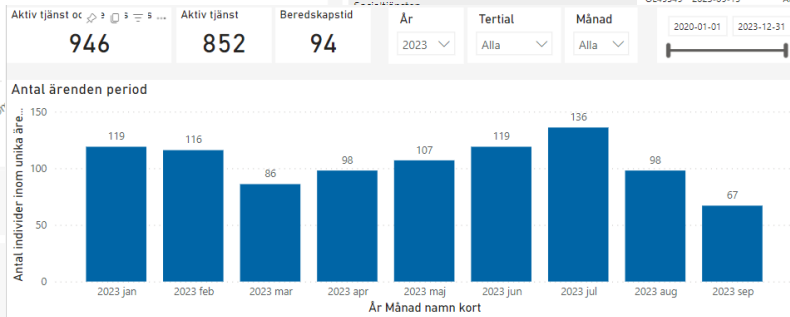 Aktiv tjänst oc
Aktiv tjänst
Beredskapstid
År
Tertial
Månad
946
852
94
2023
Alla
Alla
2020-01-01
2023-12-31
Antal ärenden period
Antal individer inom unika äre...
150
100
50
0
119
116
86
98
107
119
136
98
67
2023 jan
2023 feb
2023 mar
2023 apr
2023 maj
2023 jun
2023 jul
2023 aug
2023 sep
År Månad namn kort